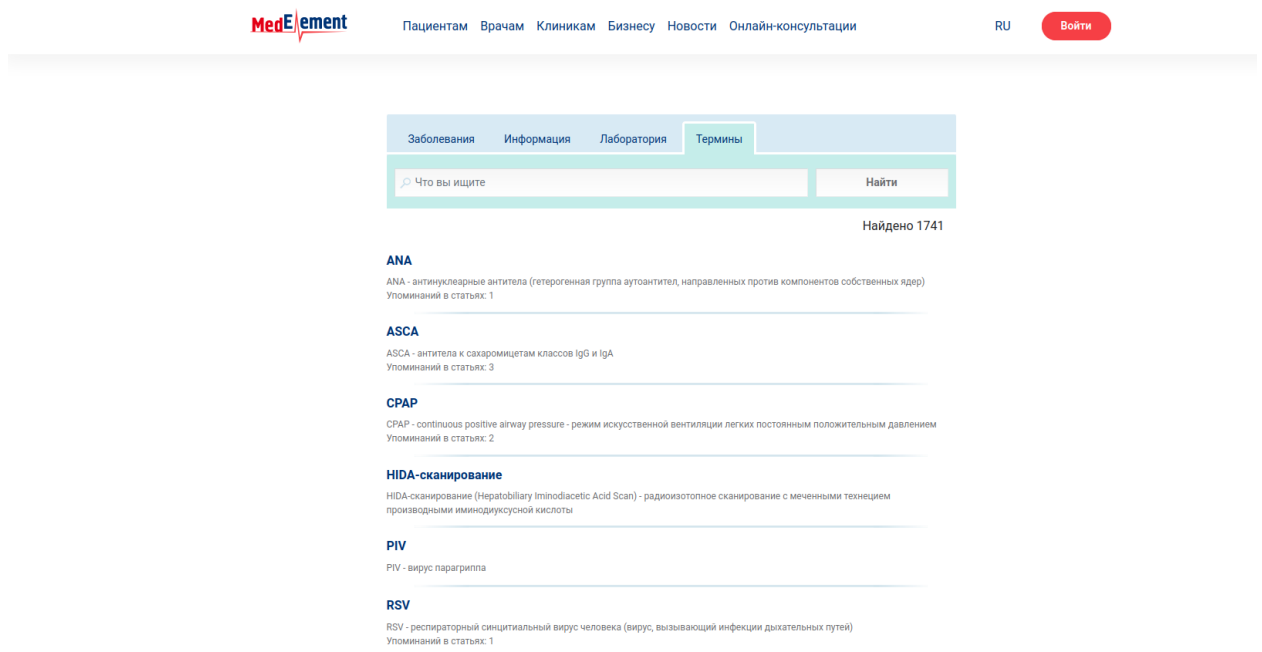 MedElement
Пациентам Врачам Клиникам Бизнесу Новости Онлайн-консультации
RU
Войти
Заболевания Информация Лаборатория Термины
Что вы ищите
Найти
Найдено 1741
ANA
ANA - антинуклеарные антитела (гетерогенная группа аутоантител, направленных против компонентов собственных ядер)
Упоминаний в статьях: 1
ASCA
ASCA - антитела к сахаромицетам классов IgG и IgA
Упоминаний в статьях: 3
CPAP
CPAP - continuous positive airway pressure - режим искусственной вентиляции легких постоянным положительным давлением
Упоминаний в статьях: 2
HIDA-сканирование
HIDA-сканирование (Hepatobiliary Iminodiacetic Acid Scan) - радиоизотопное сканирование с меченными технецием
производными иминодиуксусной кислоты
PIV
PIV - вирус парагриппа
RSV
RSV - респираторный синцитиальный вирус человека (вирус, вызывающий инфекции дыхательных путей)
Упоминаний в статьях: 1